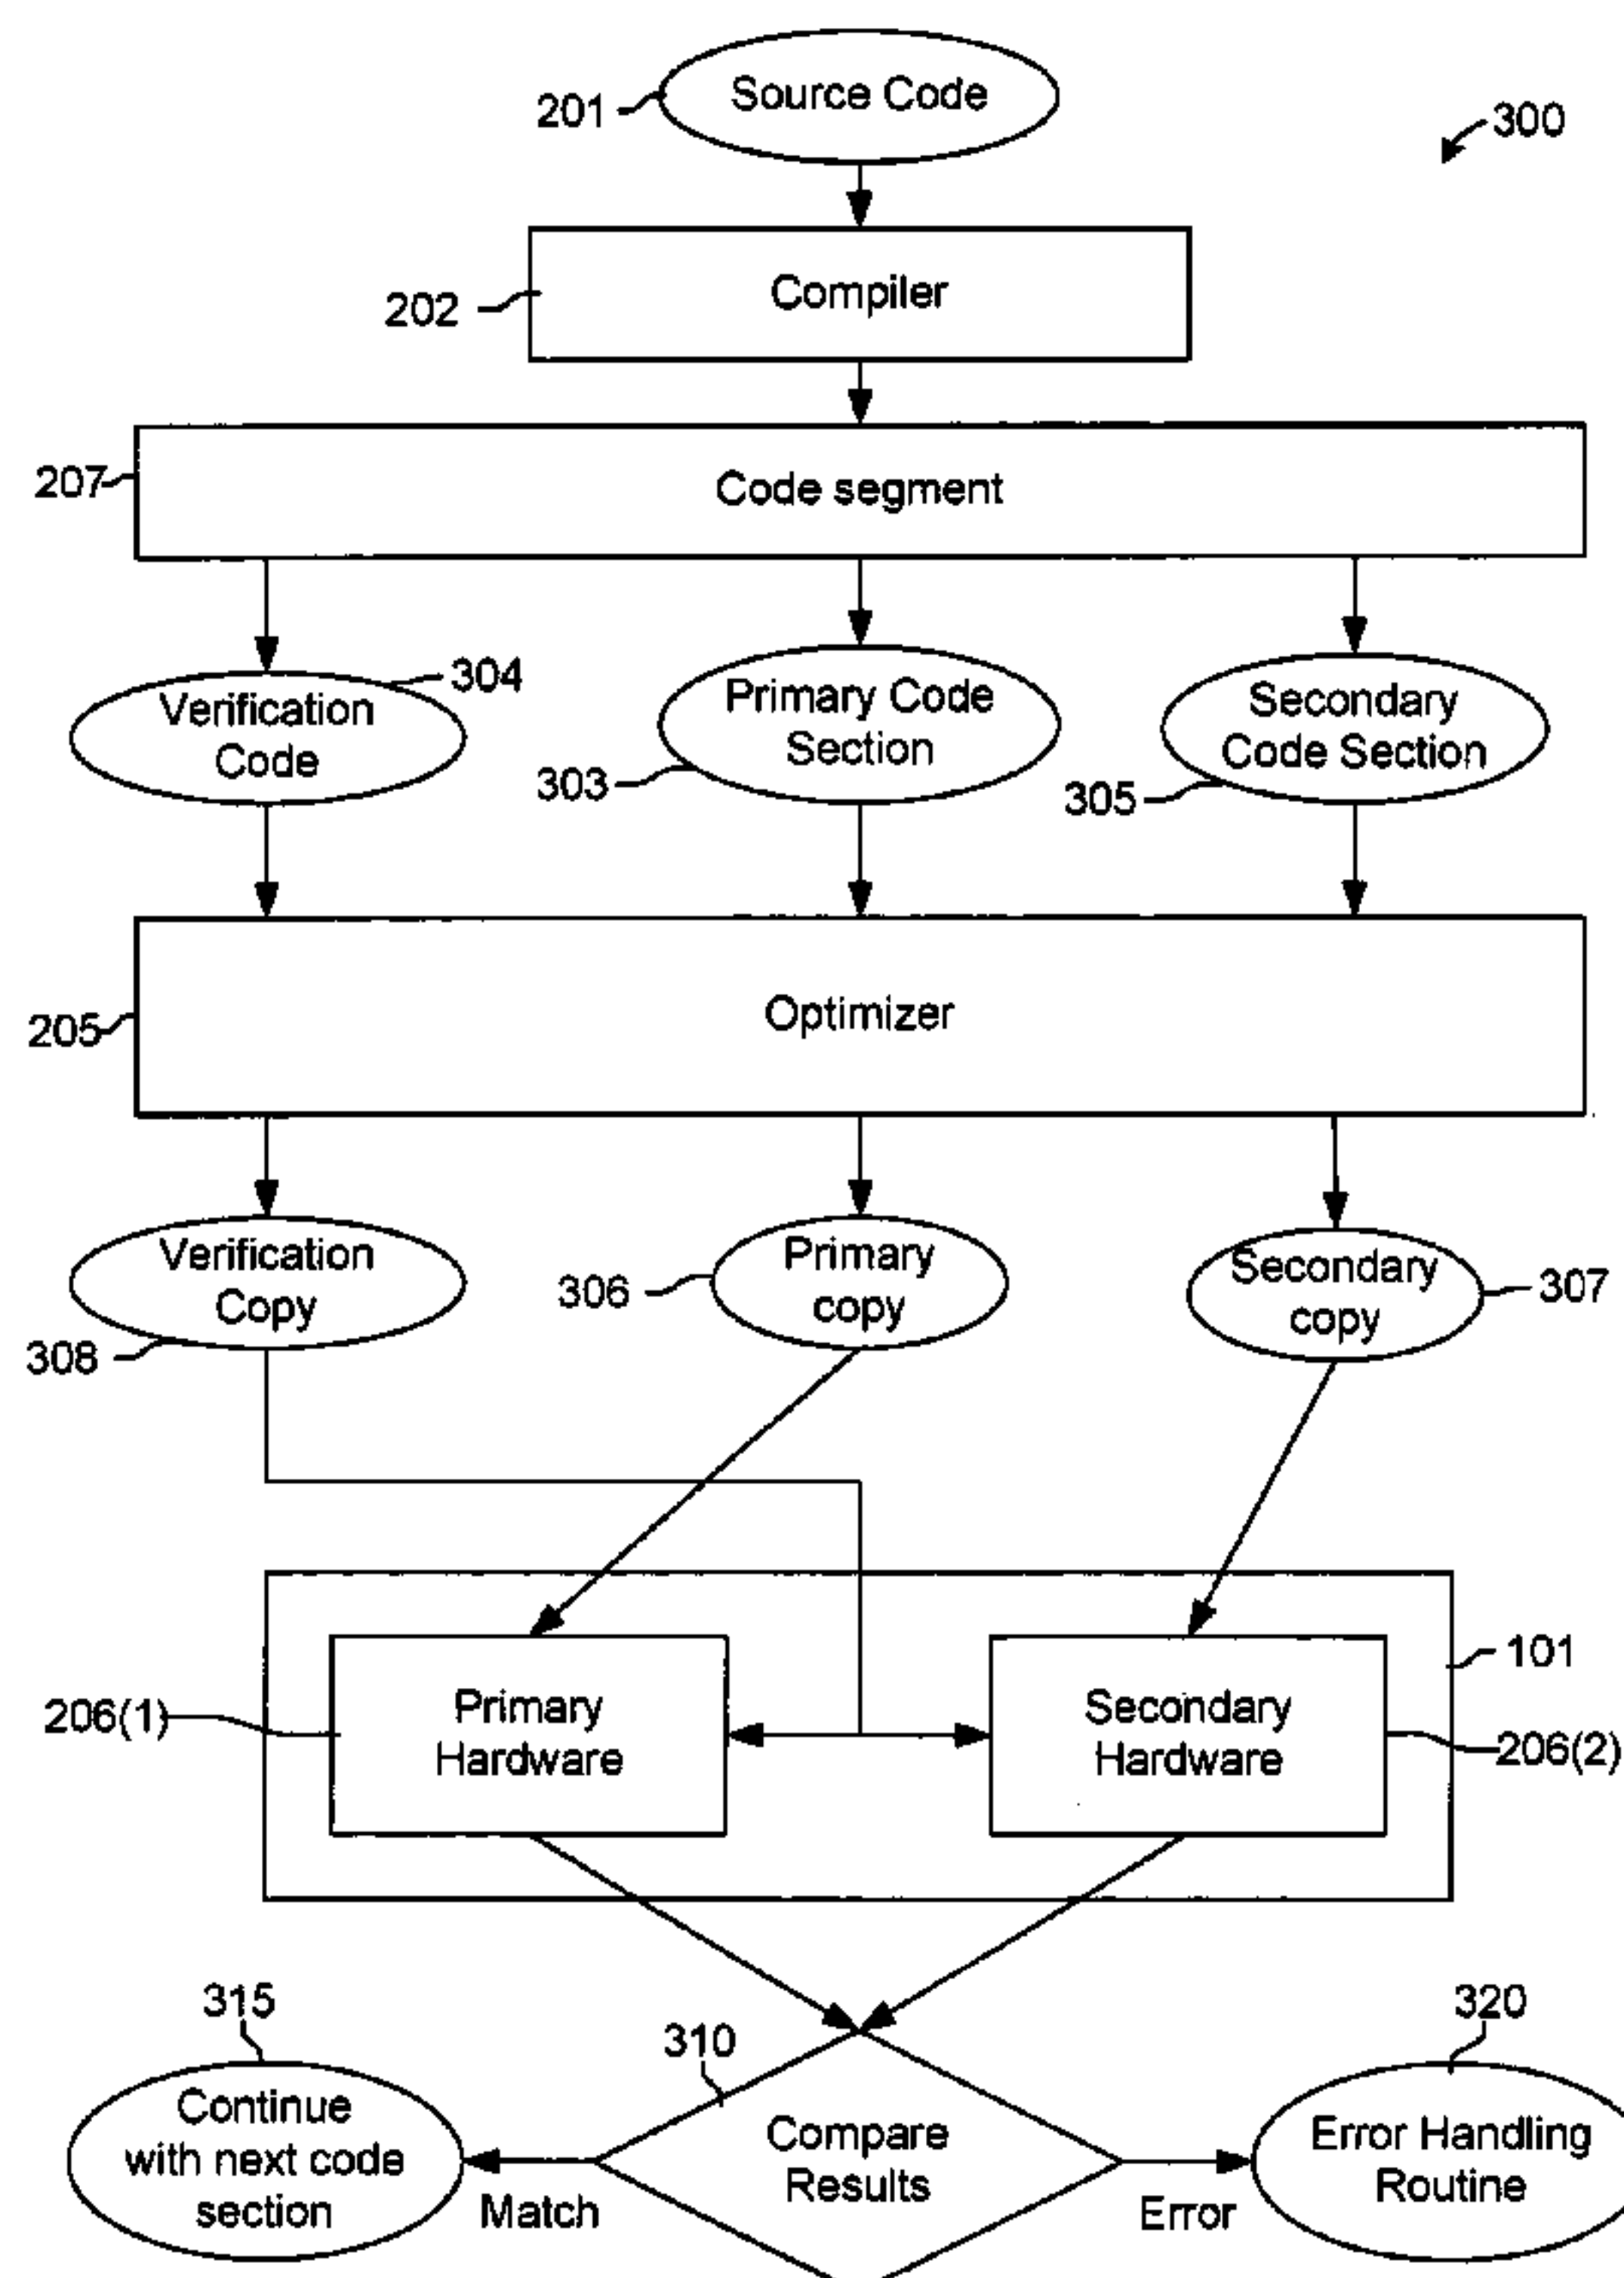 Source Code
201
300
Compiler
202
Code segment
207
304
Verification
Code
Primary Code
Section
303
Secondary
Code Section
305
Optimizer
205
Verification
Copy
308
Primary
copy
306
Secondary
copy
307
101
Primary
Hardware
206(1)
Secondary
Hardware
206(2)
315
310
320
Continue
with next code
section
Match
Compare
Results
Error
Error Handling
Routine